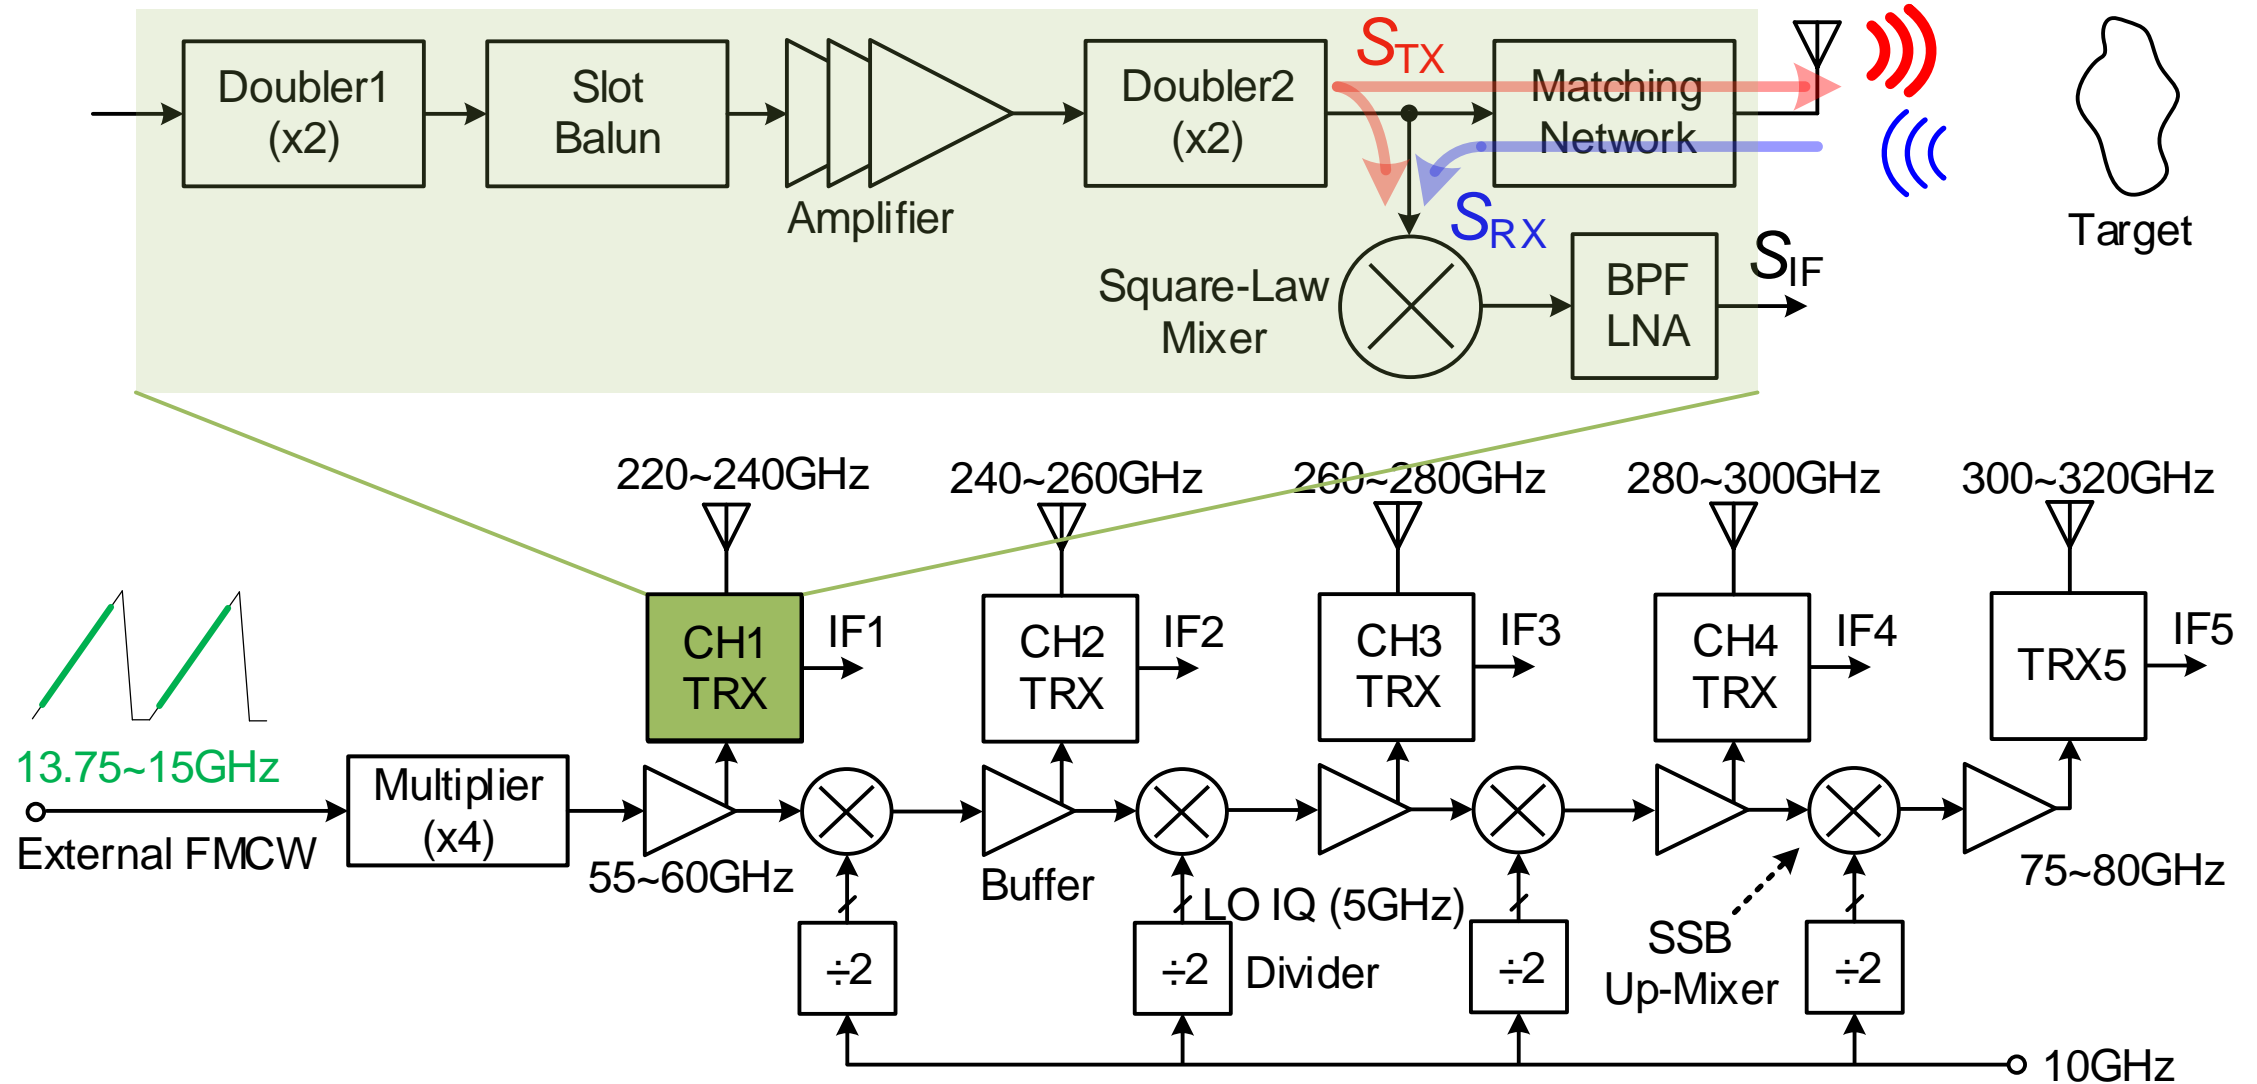 Doubler1
(x2)
Slot
Balun
Amplifier
Doubler2
(x2)
STX
Matching
Network
SRX
Square-Law
Mixer
BPF
LNA
SIF
Target
220~240GHz
240~260GHz
260~280GHz
280~300GHz
300~320GHz
CH1
TRX
IF1
CH2
TRX
IF2
CH3
TRX
IF3
CH4
TRX
IF4
TRX5
IF5
13.75~15GHz
External FMCW
Multiplier
(x4)
55~60GHz
Buffer
75~80GHz
LO IQ (5GHz)
÷2
÷2
Divider
÷2
SSB
Up-Mixer
÷2
10GHz